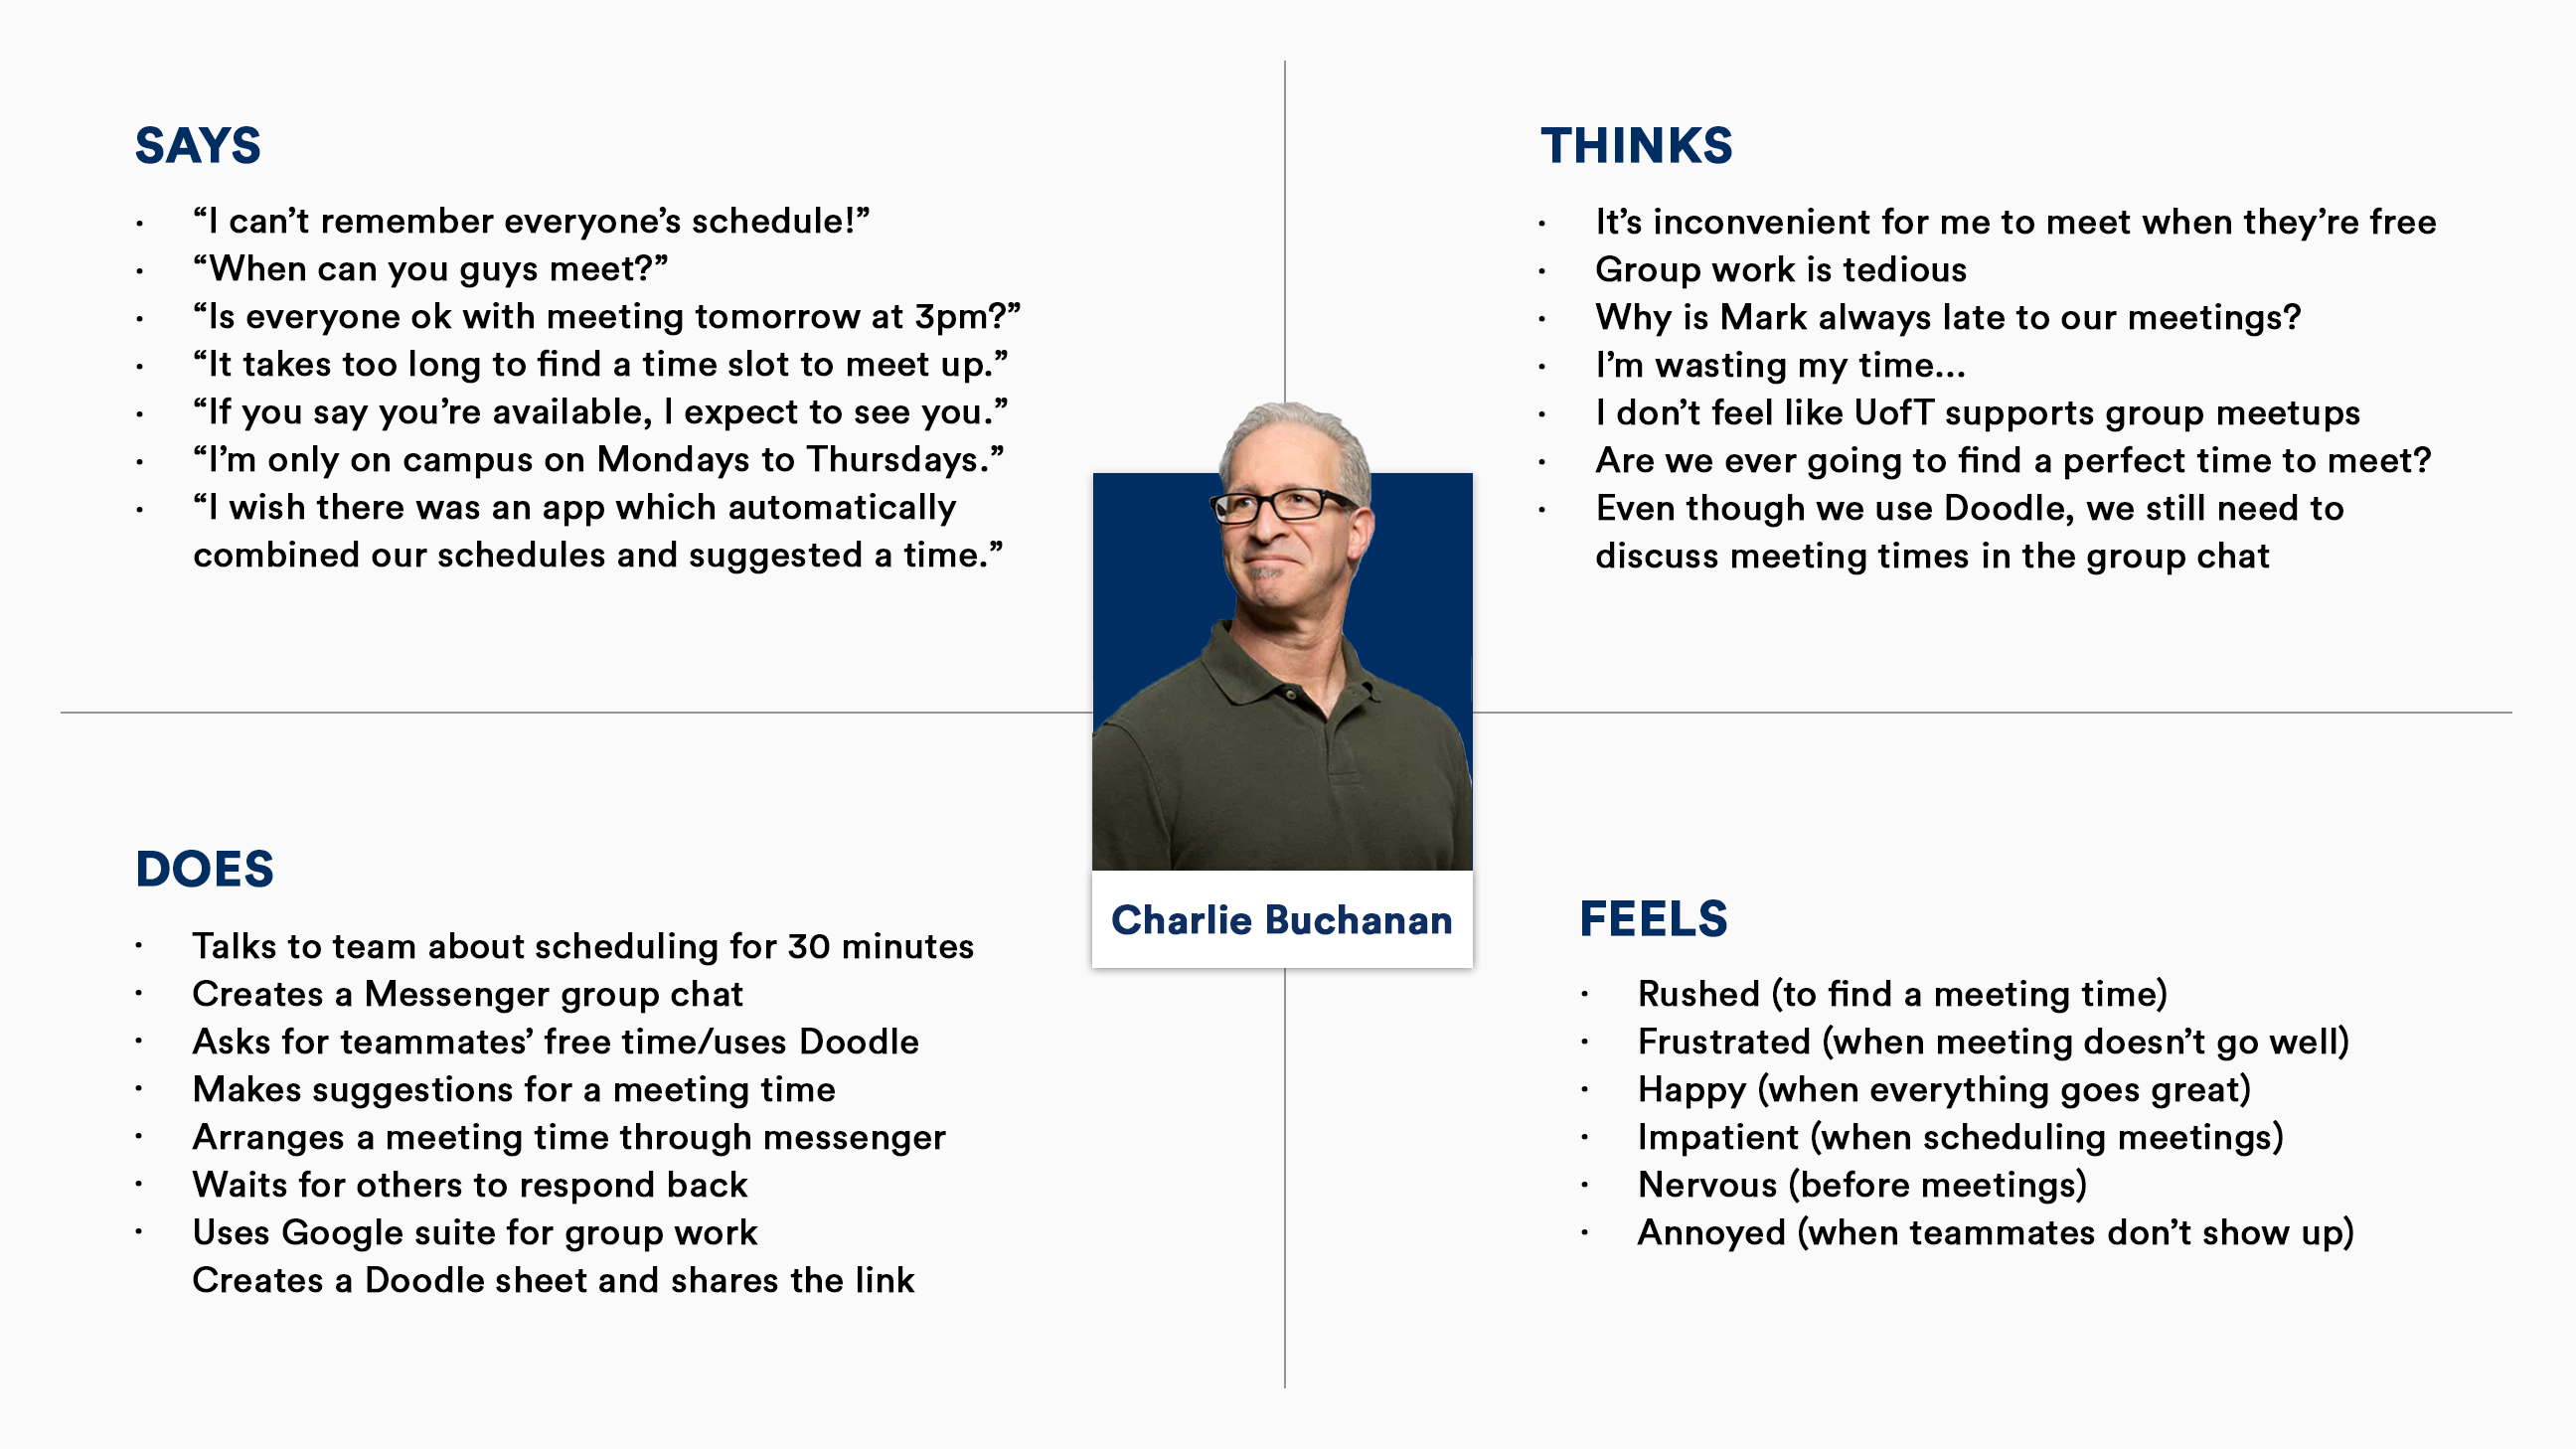 SAYS
· “I can’t remember everyone’s schedule!”
· “When can you guys meet?”
· “Is everyone ok with meeting tomorrow at 3pm?”
· “It takes too long to find a time slot to meet up.”
· “If you say you’re available, I expect to see you.”
· “I’m only on campus on Mondays to Thursdays.”
· “I wish there was an app which automatically
combined our schedules and suggested a time.”
THINKS
· It’s inconvenient for me to meet when they’re free
· Group work is tedious
· Why is Mark always late to our meetings?
· I’m wasting my time...
· I don’t feel like UofT supports group meetups
· Are we ever going to find a perfect time to meet?
· Even though we use Doodle, we still need to
discuss meeting times in the group chat
Charlie Buchanan
DOES
· Talks to team about scheduling for 30 minutes
· Creates a Messenger group chat
· Asks for teammates’ free time/uses Doodle
· Makes suggestions for a meeting time
· Arranges a meeting time through messenger
· Waits for others to respond back
· Uses Google suite for group work
Creates a Doodle sheet and shares the link
FEELS
· Rushed (to find a meeting time)
· Frustrated (when meeting doesn’t go well)
· Happy (when everything goes great)
· Impatient (when scheduling meetings)
· Nervous (before meetings)
· Annoyed (when teammates don’t show up)